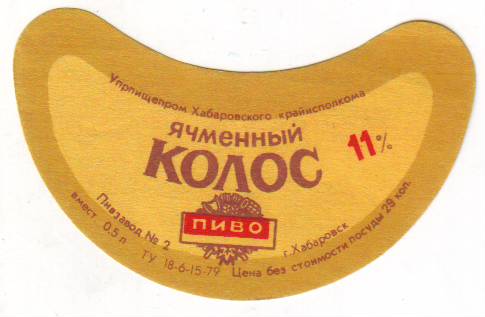 Упрпищепром Хабаровского крайисполкома
ячменный
КОЛОС
11%
ПИВО
Пивзавод № 2 г. Хабаровск
вмест. 0.5 л ТУ 18-6-15-79 Цена без стоимости посуды 28 коп.